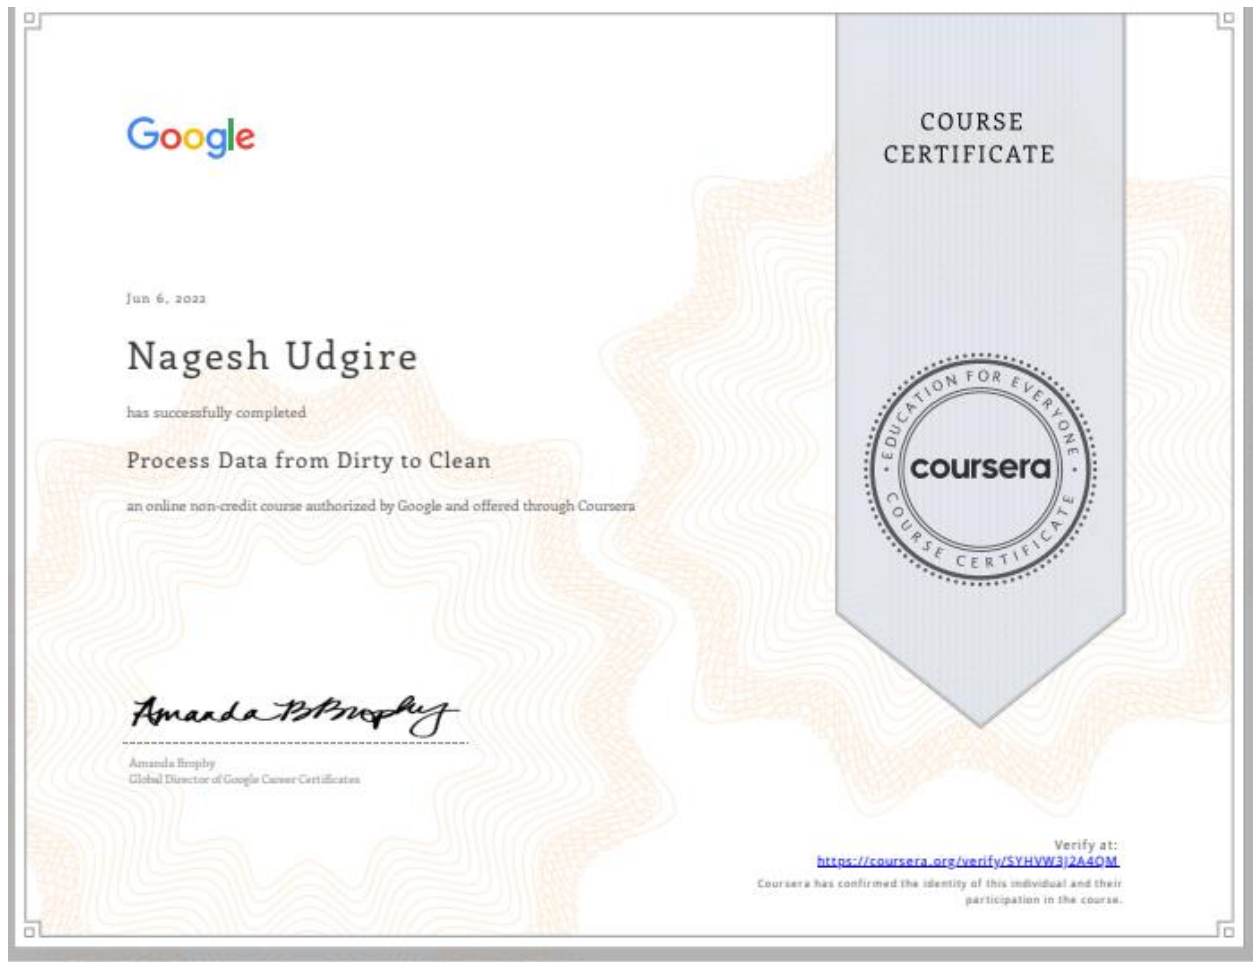 Google
COURSE
CERTIFICATE
Jun 6, 2022
Nagesh Udgire
has successfully completed
Process Data from Dirty to Clean
an online non-credit course authorized by Google and offered through Coursera
EDUCATION FOR EVERYONE
coursera
COURSE CERTIFICATE
Amanda BBrophy
Amanda Brophy
Global Director of Google Career Certificates
Verify at:
https://coursera.org/verify/SYHVW3J2A4QM
Coursera has confirmed the identity of this individual and their
participation in the course.